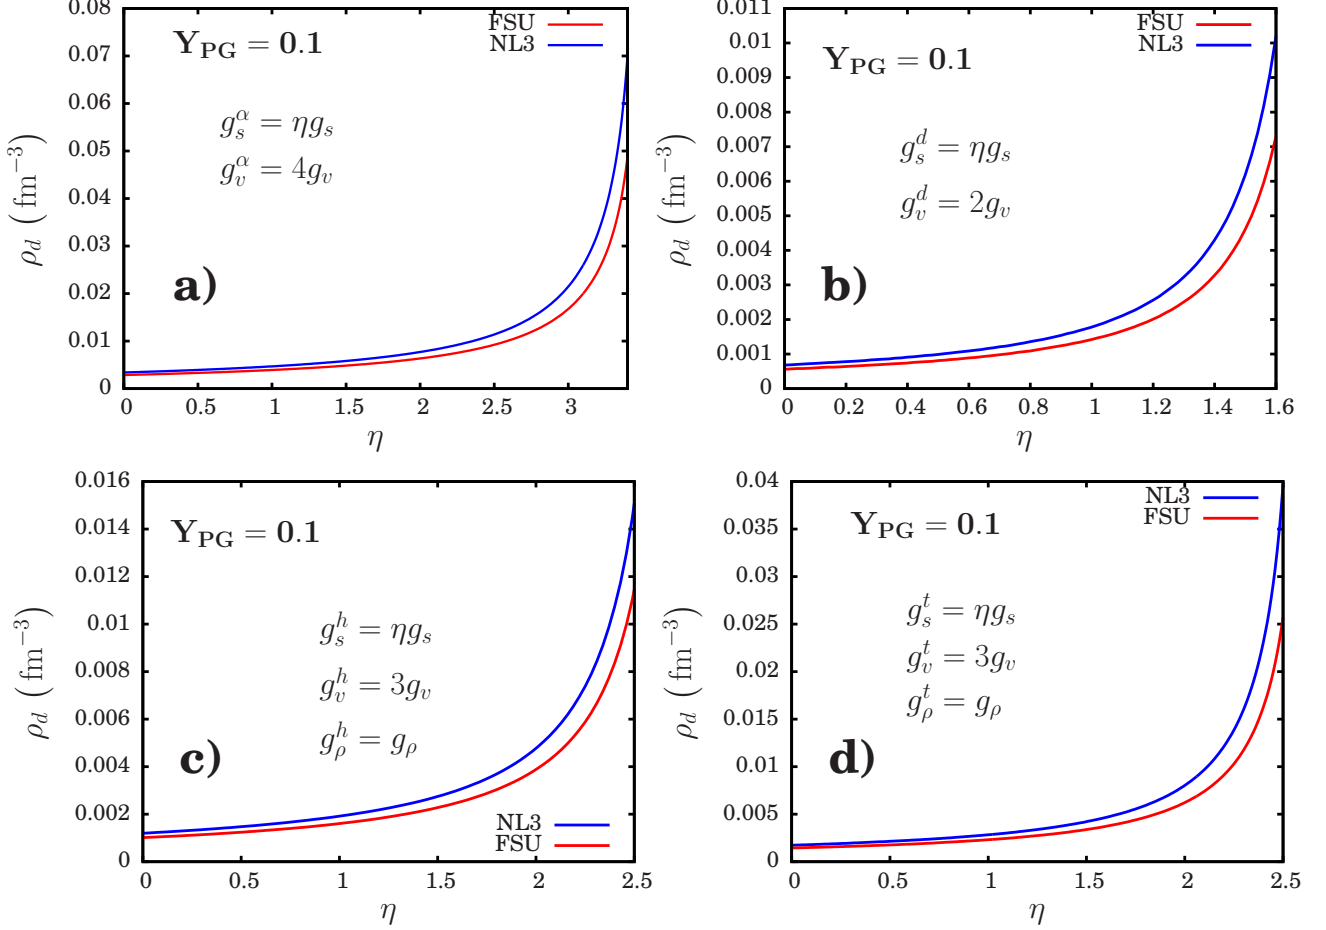 0.08
0.07
0.06
0.05
0.04
0.03
0.02
0.01
0
ρ_d (fm⁻³)
Y_PG = 0.1
FSU
NL3
g_s^α = ηg_s
g_v^α = 4g_v
a)
0 0.5 1 1.5 2 2.5 3
η
0.011
0.01
0.009
0.008
0.007
0.006
0.005
0.004
0.003
0.002
0.001
0
ρ_d (fm⁻³)
Y_PG = 0.1
FSU
NL3
g_s^d = ηg_s
g_v^d = 2g_v
b)
0 0.2 0.4 0.6 0.8 1 1.2 1.4 1.6
η
0.016
0.014
0.012
0.01
0.008
0.006
0.004
0.002
0
ρ_d (fm⁻³)
Y_PG = 0.1
g_s^h = ηg_s
g_v^h = 3g_v
g_ρ^h = g_ρ
c)
NL3
FSU
0 0.5 1 1.5 2 2.5
η
0.04
0.035
0.03
0.025
0.02
0.015
0.01
0.005
0
ρ_d (fm⁻³)
Y_PG = 0.1
NL3
FSU
g_s^t = ηg_s
g_v^t = 3g_v
g_ρ^t = g_ρ
d)
0 0.5 1 1.5 2 2.5
η